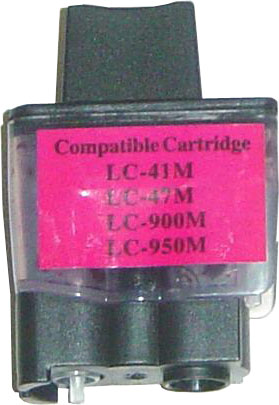 Compatible Cartridge
LC-41M
LC-47M
LC-900M
LC-950M